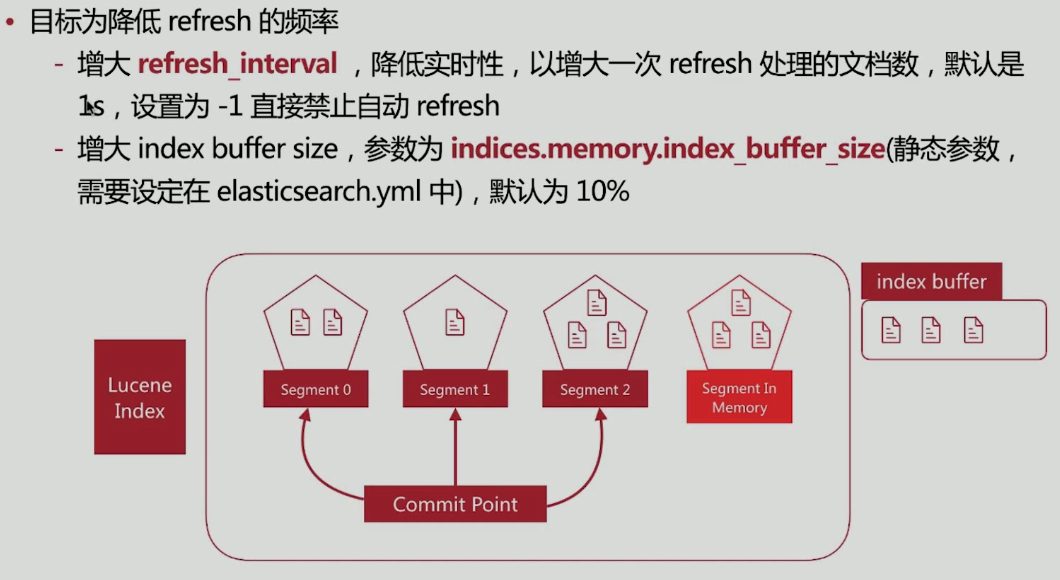 • 目标为降低 refresh 的频率
- 增大 refresh_interval ，降低实时性，以增大一次 refresh 处理的文档数，默认是
1s，设置为 -1 直接禁止自动 refresh
- 增大 index buffer size，参数为 indices.memory.index_buffer_size(静态参数，
需要设定在 elasticsearch.yml 中)，默认为 10%
index buffer
Lucene
Index
Segment 0
Segment 1
Segment 2
Segment In
Memory
Commit Point